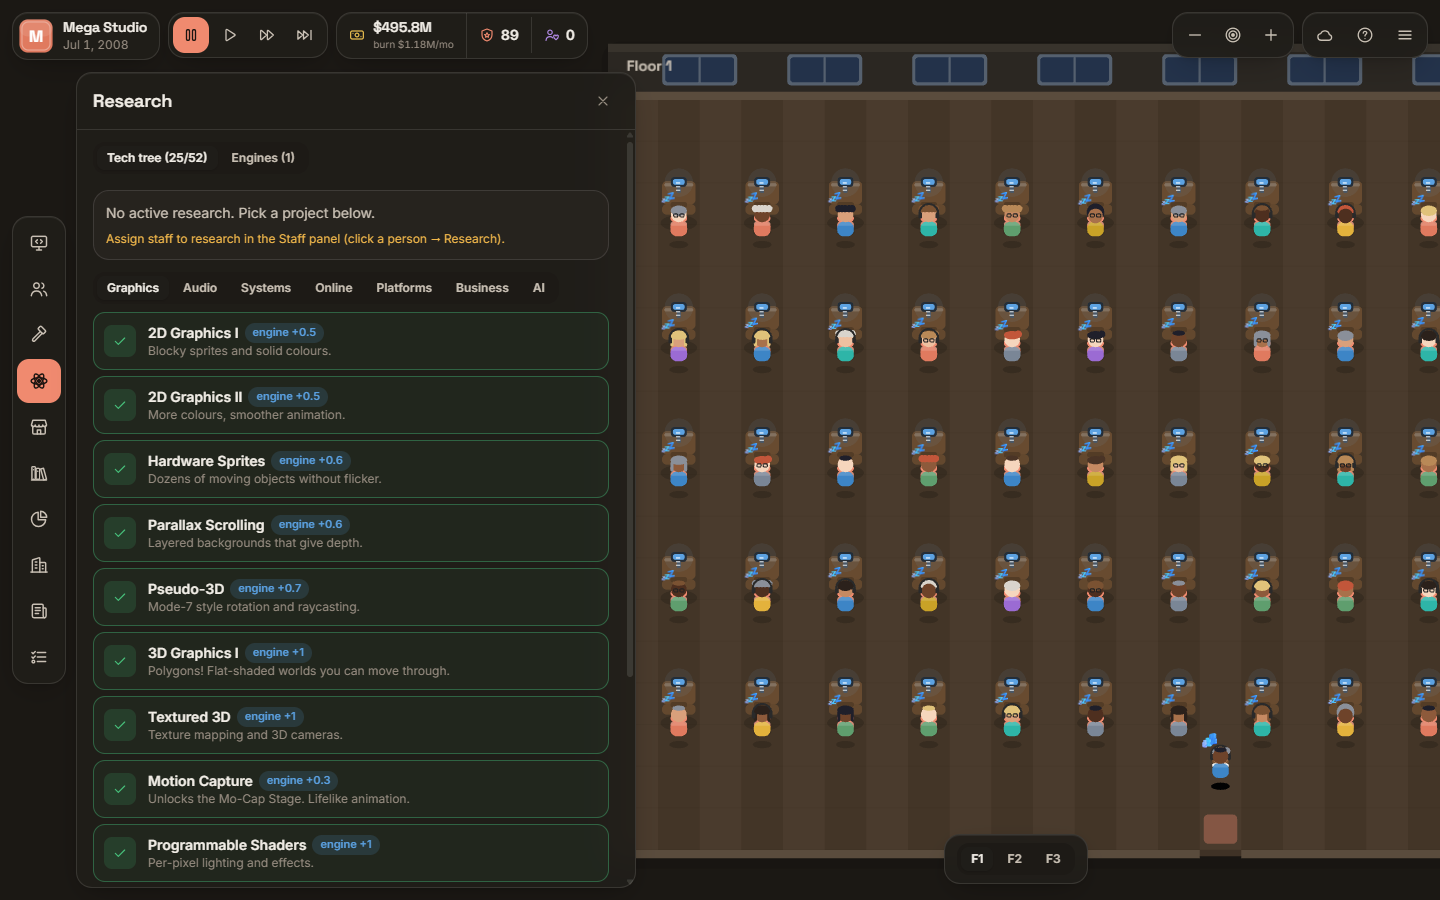 M
Mega Studio
Jul 1, 2008
$495.8M
burn $1.18M/mo
89
0
Floor 1
Research
Tech tree (25/52)
Engines (1)
No active research. Pick a project below.
Assign staff to research in the Staff panel (click a person → Research).
Graphics
Audio
Systems
Online
Platforms
Business
AI
2D Graphics I
engine +0.5
Blocky sprites and solid colours.
2D Graphics II
engine +0.5
More colours, smoother animation.
Hardware Sprites
engine +0.6
Dozens of moving objects without flicker.
Parallax Scrolling
engine +0.6
Layered backgrounds that give depth.
Pseudo-3D
engine +0.7
Mode-7 style rotation and raycasting.
3D Graphics I
engine +1
Polygons! Flat-shaded worlds you can move through.
Textured 3D
engine +1
Texture mapping and 3D cameras.
Motion Capture
engine +0.3
Unlocks the Mo-Cap Stage. Lifelike animation.
Programmable Shaders
engine +1
Per-pixel lighting and effects.
F1
F2
F3